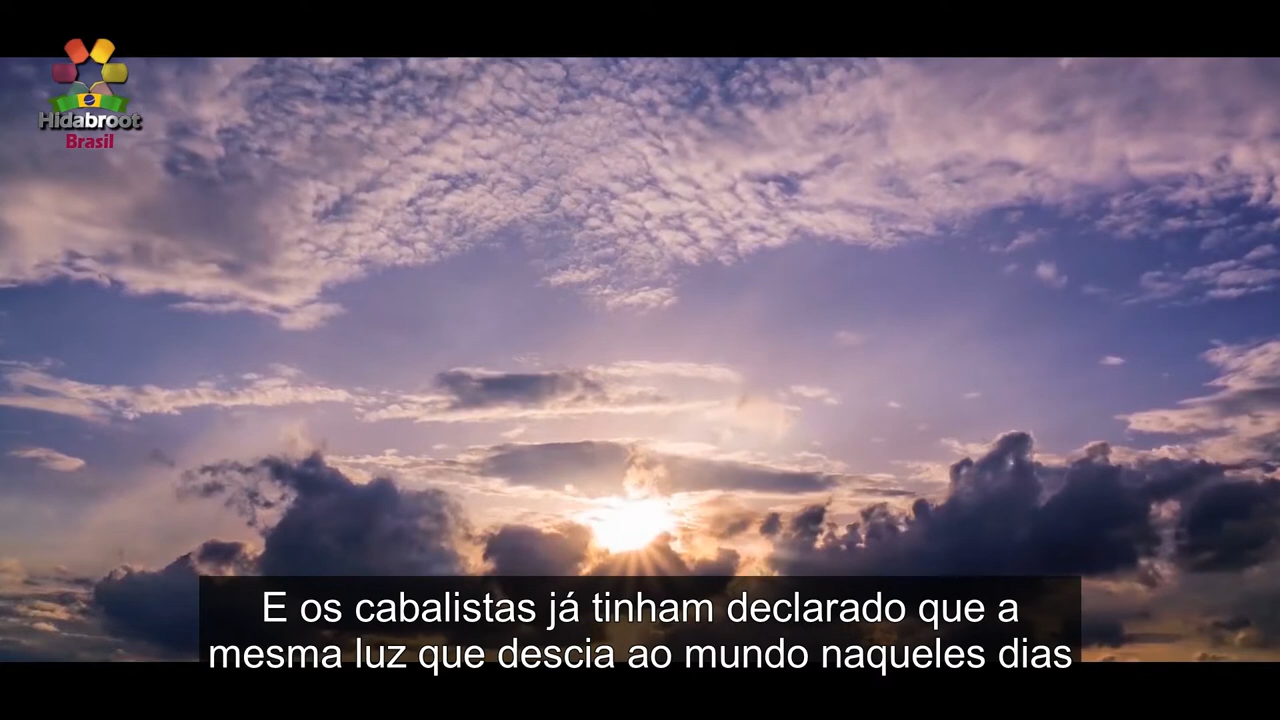 Hidabroot
Brasil
E os cabalistas já tinham declarado que a
mesma luz que descia ao mundo naqueles dias